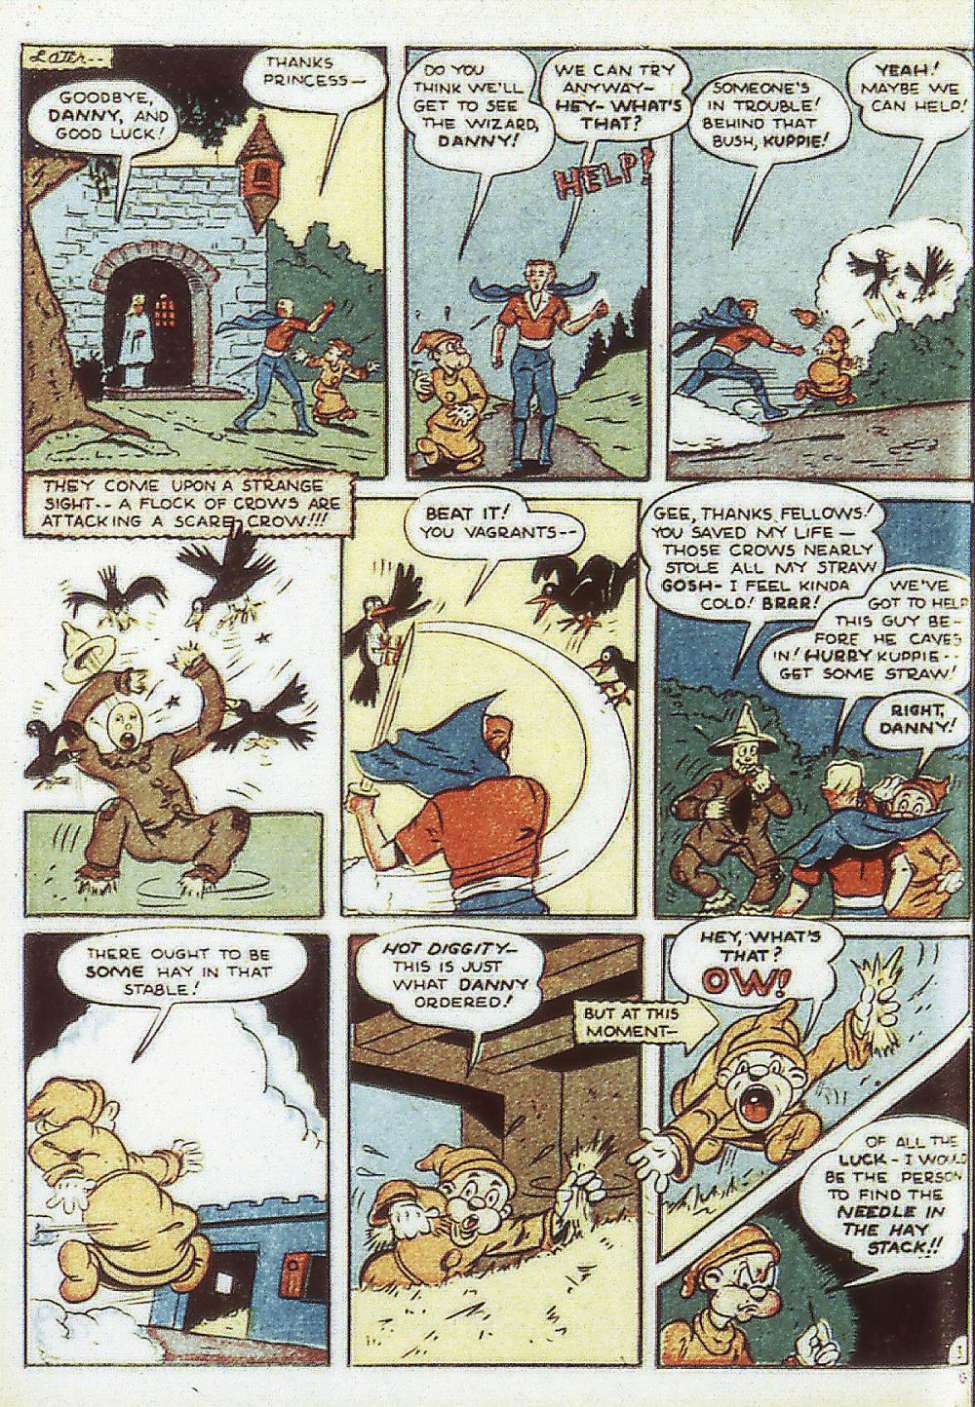 LATER--
GOODBYE,
DANNY, AND
GOOD LUCK!
THANKS
PRINCESS—
DO YOU
THINK WE'LL
GET TO SEE
THE WIZARD,
DANNY!
WE CAN TRY
ANYWAY-
HEY- WHAT'S
THAT?
HELP!
SOMEONE'S
IN TROUBLE!
BEHIND THAT
BUSH, KUPPIE!
YEAH!
MAYBE WE
CAN HELP!
THEY COME UPON A STRANGE
SIGHT-- A FLOCK OF CROWS ARE
ATTACKING A SCARE CROW!!!
BEAT IT!
YOU VAGRANTS--
GEE, THANKS, FELLOWS!
YOU SAVED MY LIFE —
THOSE CROWS NEARLY
STOLE ALL MY STRAW
GOSH- I FEEL KINDA
COLD! BRRR!
WE'VE
GOT TO HELP
THIS GUY BE-
FORE HE CAVES
IN! HURRY KUPPIE--
GET SOME STRAW!
RIGHT,
DANNY!
THERE OUGHT TO BE
SOME HAY IN THAT
STABLE!
HOT DIGGITY-
THIS IS JUST
WHAT DANNY
ORDERED!
BUT AT THIS
MOMENT-
HEY, WHAT'S
THAT?
OW!
OF ALL THE
LUCK- I WOULD
BE THE PERSON
TO FIND THE
NEEDLE IN
THE HAY
STACK!!